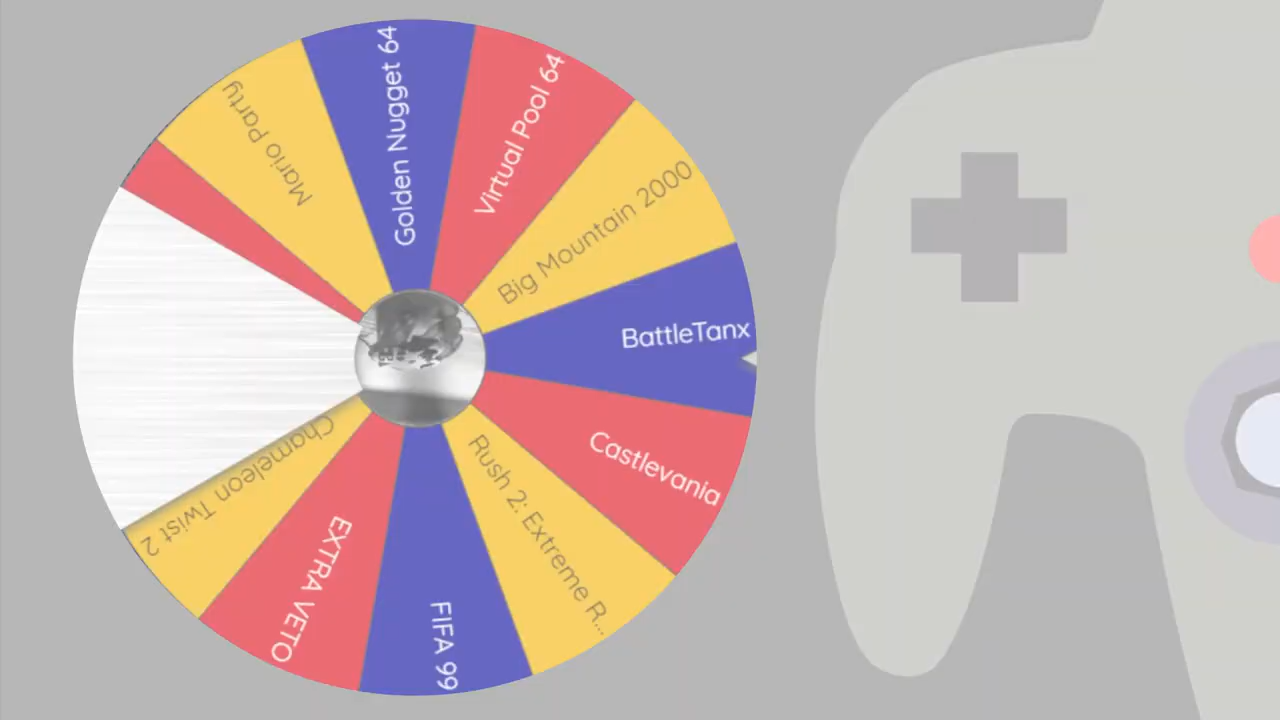 Mario Party
Golden Nugget 64
Virtual Pool 64
Big Mountain 2000
BattleTanx
Castlevania
Rush 2: Extreme R...
FIFA 99
EXTRA VETO
Chameleon Twist 2